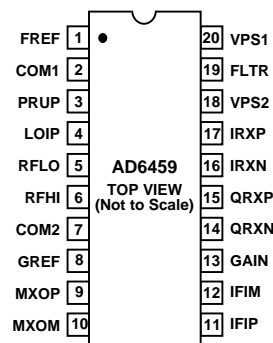 FREF 1 20 VPS1
COM1 2 19 FLTR
PRUP 3 18 VPS2
LOIP 4 17 IRXP
RFLO 5 AD6459 16 IRXN
RFHI 6 TOP VIEW 15 QRXP
(Not to Scale)
COM2 7 14 QRXN
GREF 8 13 GAIN
MXOP 9 12 IFIM
MXOM 10 11 IFIP